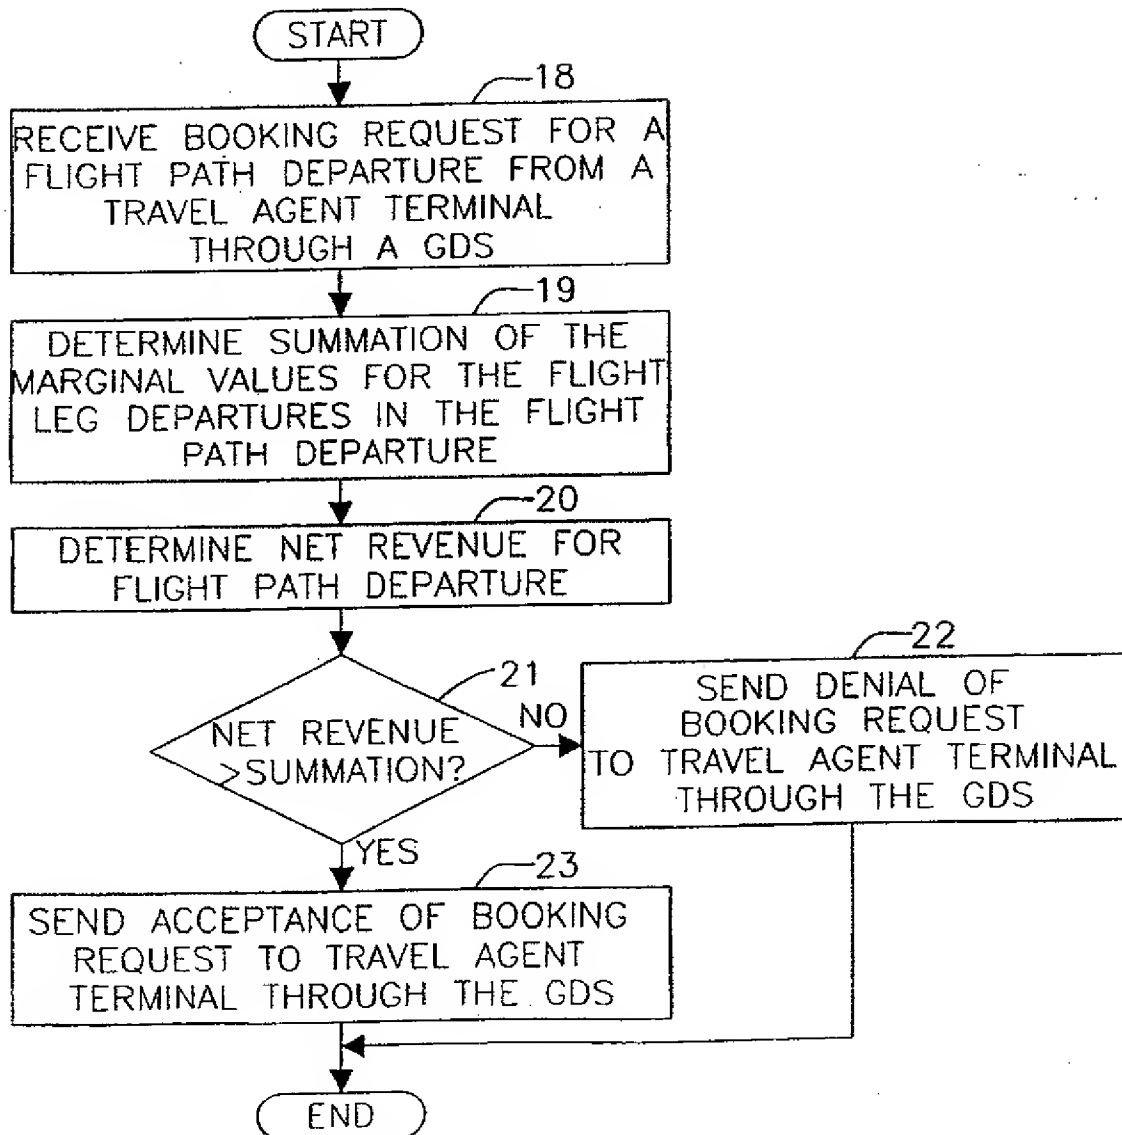 START
18
RECEIVE BOOKING REQUEST FOR A
FLIGHT PATH DEPARTURE FROM A
TRAVEL AGENT TERMINAL
THROUGH A GDS
19
DETERMINE SUMMATION OF THE
MARGINAL VALUES FOR THE FLIGHT
LEG DEPARTURES IN THE FLIGHT
PATH DEPARTURE
20
DETERMINE NET REVENUE FOR
FLIGHT PATH DEPARTURE
21
NET REVENUE
>SUMMATION?
NO
22
SEND DENIAL OF
BOOKING REQUEST
TO TRAVEL AGENT TERMINAL
THROUGH THE GDS
YES
23
SEND ACCEPTANCE OF BOOKING
REQUEST TO TRAVEL AGENT
TERMINAL THROUGH THE GDS
END